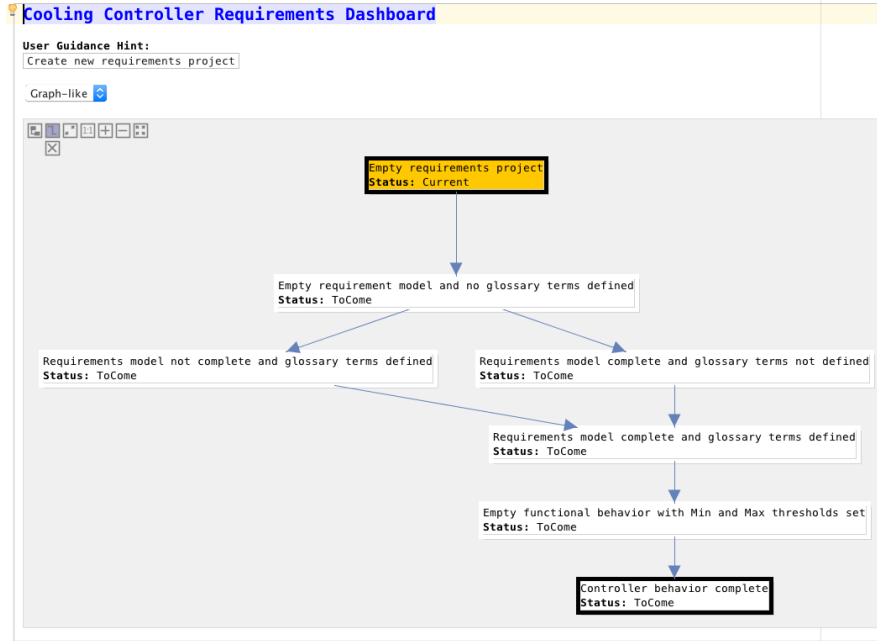 Cooling Controller Requirements Dashboard
User Guidance Hint:
Create new requirements project
Graph-like
1:1
Empty requirements project
Status: Current
Empty requirement model and no glossary terms defined
Status: ToCome
Requirements model not complete and glossary terms defined
Status: ToCome
Requirements model complete and glossary terms not defined
Status: ToCome
Requirements model complete and glossary terms defined
Status: ToCome
Empty functional behavior with Min and Max thresholds set
Status: ToCome
Controller behavior complete
Status: ToCome